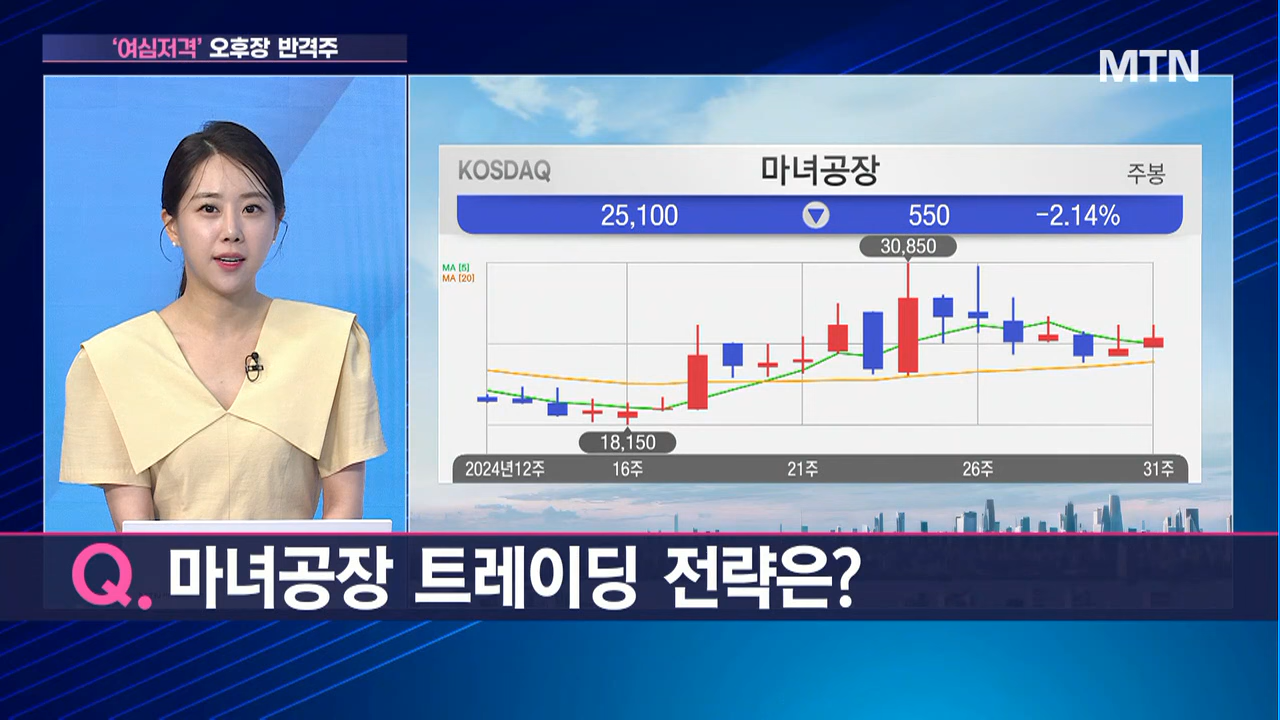 '여심저격' 오후장 반격주
MTN
KOSDAQ 마녀공장 주봉
25,100 ▼ 550 -2.14%
30,850
MA [5]
MA [20]
18,150
2024년12주 16주 21주 26주 31주
Q. 마녀공장 트레이딩 전략은?